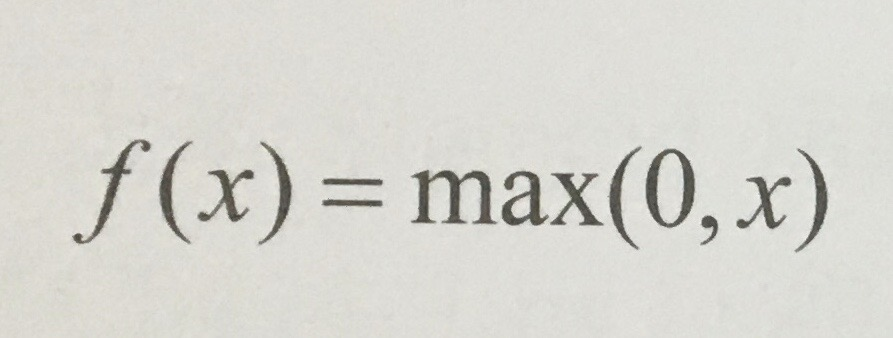 f(x) = max(0, x)